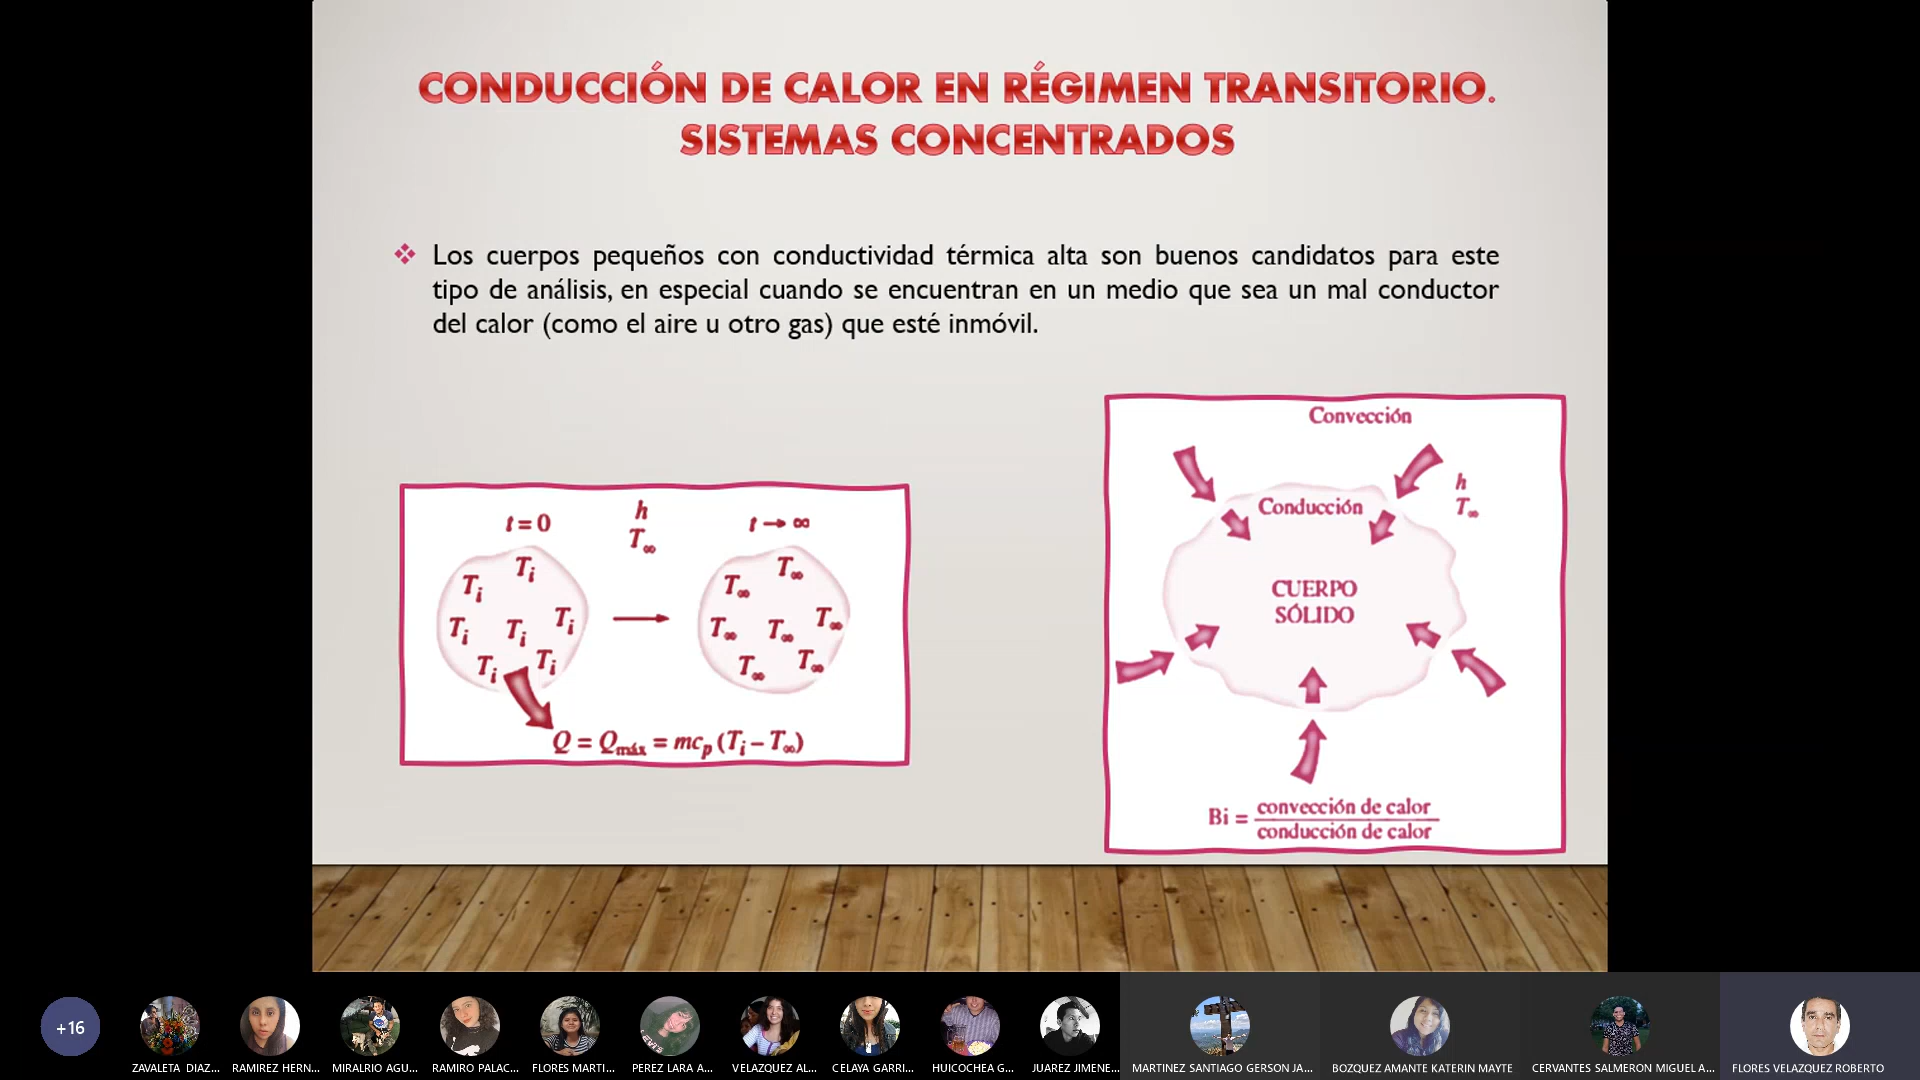 CONDUCCIÓN DE CALOR EN RÉGIMEN TRANSITORIO.
SISTEMAS CONCENTRADOS
Los cuerpos pequeños con conductividad térmica alta son buenos candidatos para este
tipo de análisis, en especial cuando se encuentran en un medio que sea un mal conductor
del calor (como el aire u otro gas) que esté inmóvil.
t = 0
h
T∞
t → ∞
Ti
Ti
Ti
Ti
Ti
Ti
Ti
T∞
T∞
T∞
T∞
T∞
T∞
T∞
Q = Qmáx = mcp (Ti – T∞)
Convección
h
T∞
Conducción
CUERPO
SÓLIDO
Bi = convección de calor
conducción de calor
+16
ZAVALETA DIAZ...
RAMIREZ HERN...
MIRALRIO AGU...
RAMIRO PALAC...
FLORES MARTI...
PEREZ LARA A...
VELAZQUEZ AL...
CELAYA GARRI...
HUICOCHEA G...
JUAREZ JIMENE...
MARTINEZ SANTIAGO GERSON JA...
BOZQUEZ AMANTE KATERIN MAYTE
CERVANTES SALMERON MIGUEL A...
FLORES VELAZQUEZ ROBERTO